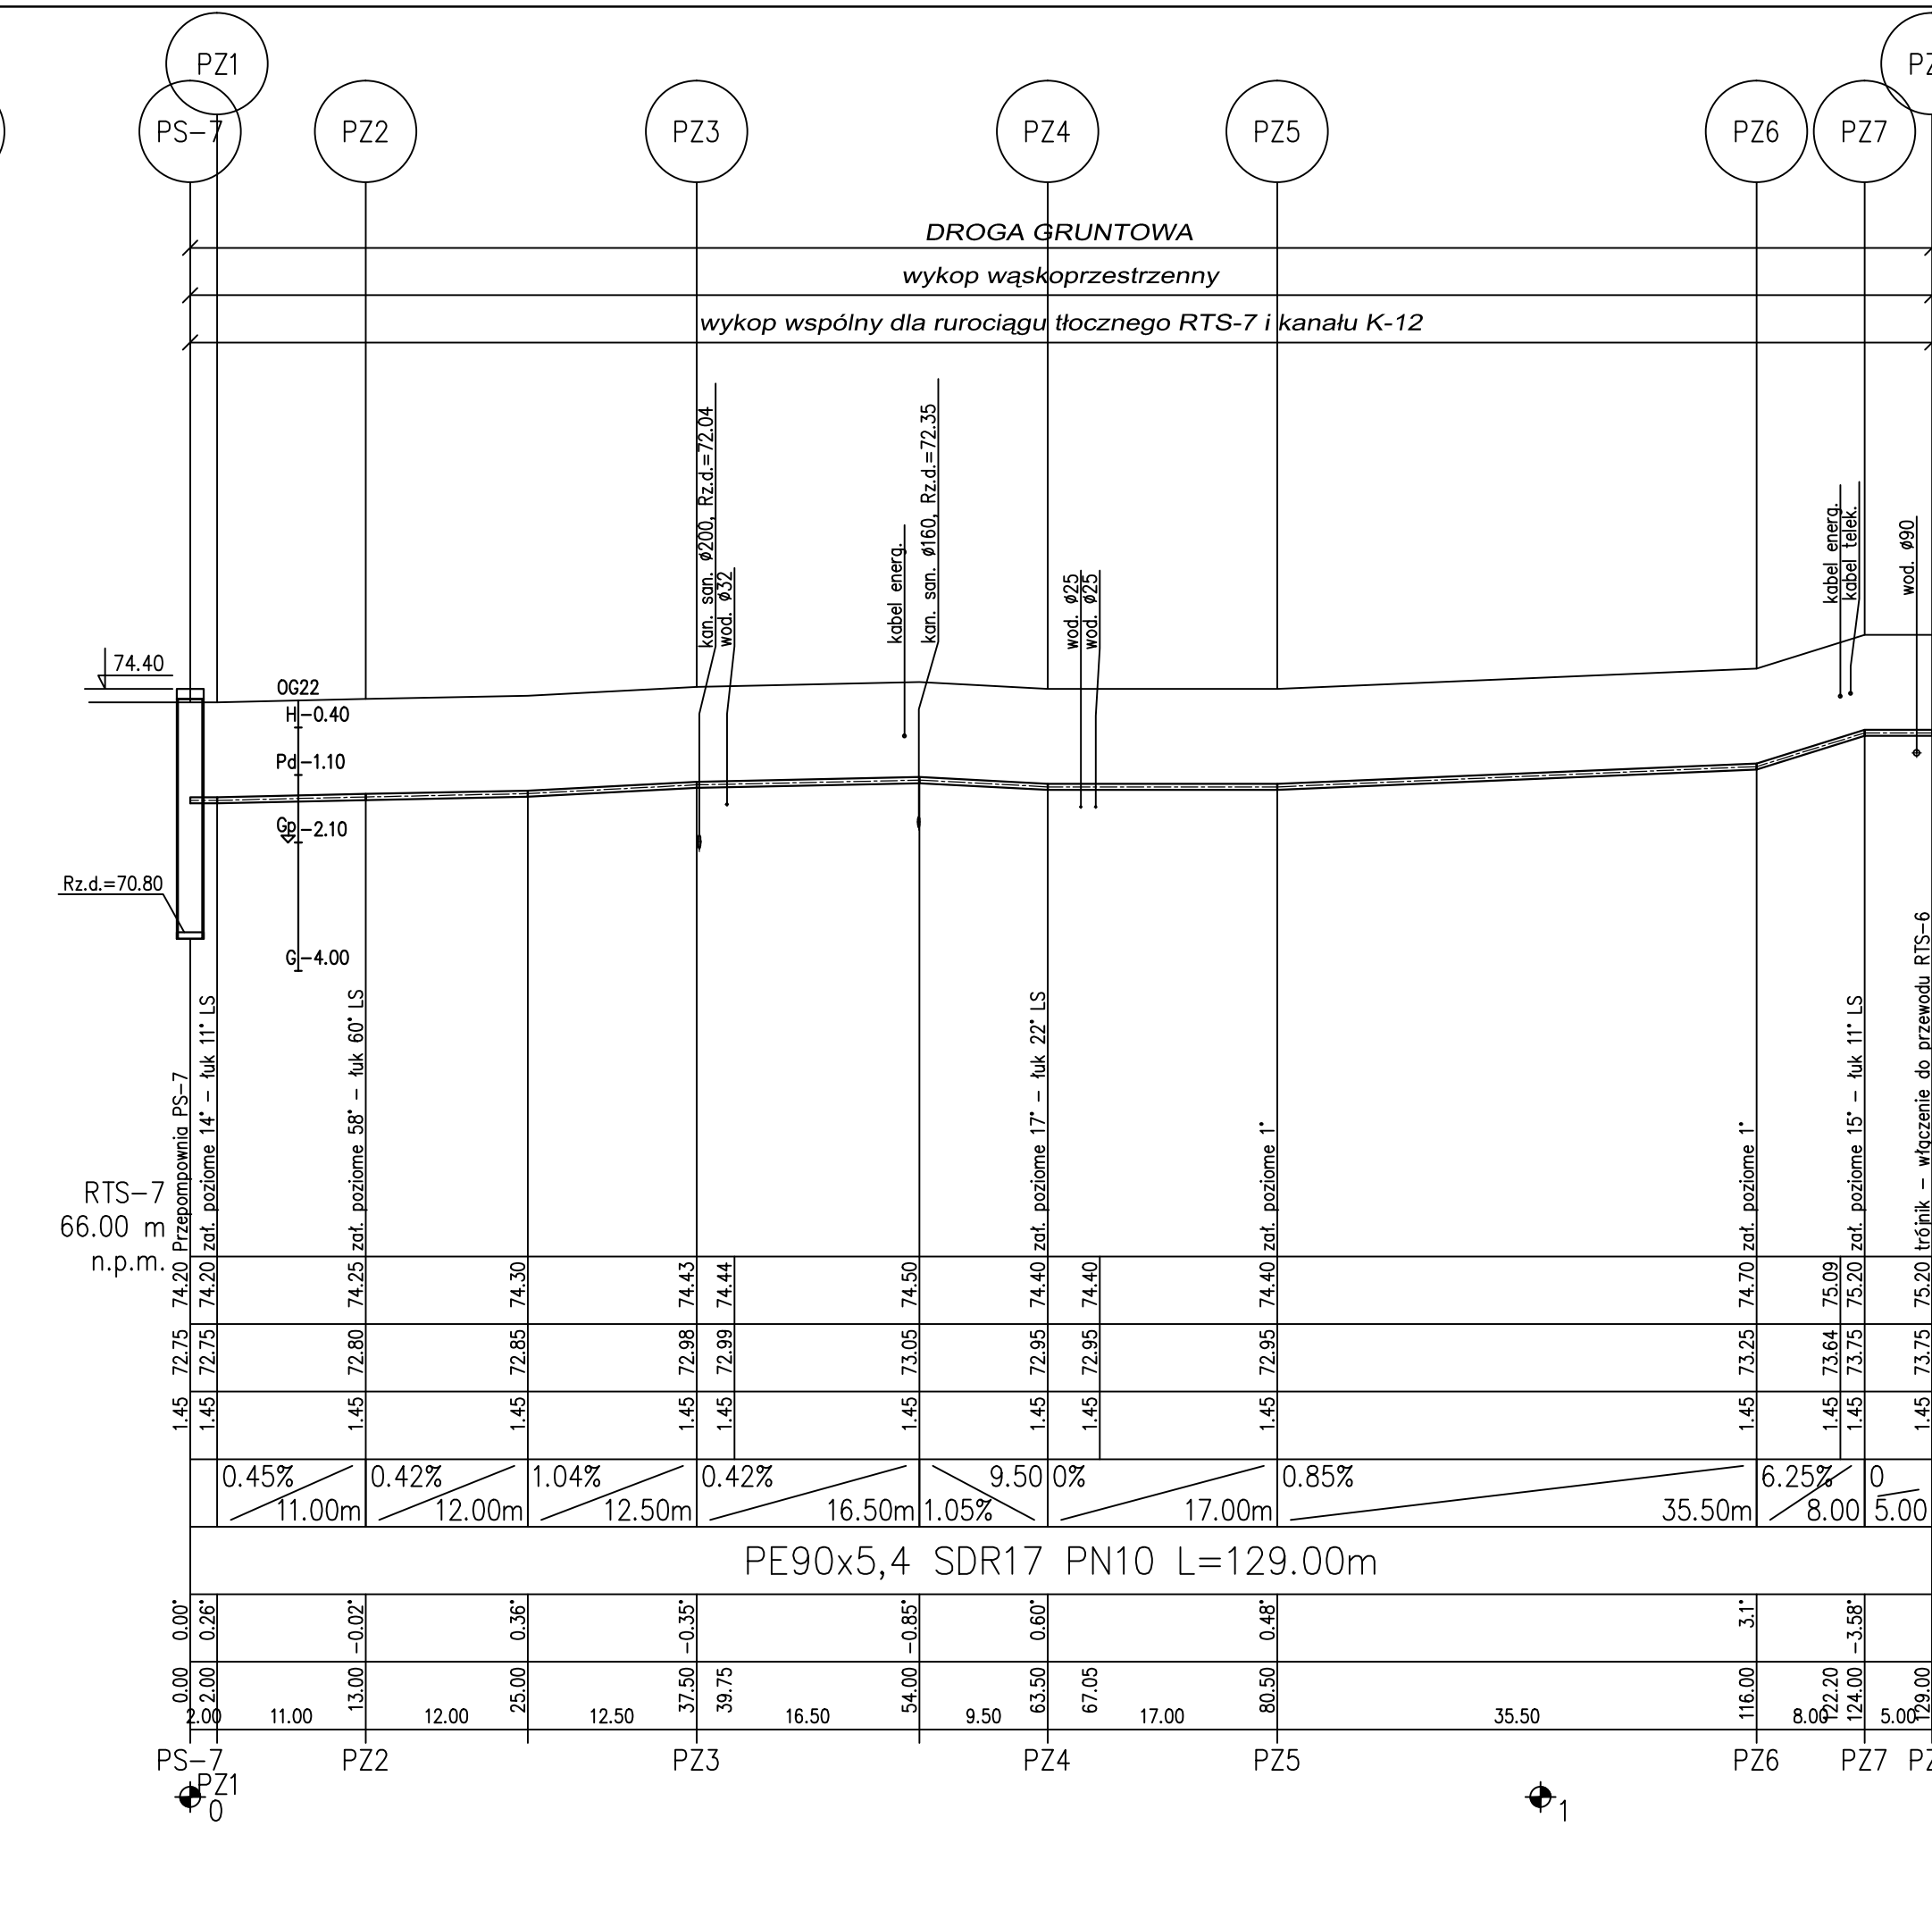 PZ1
PS-7
PZ2
PZ3
PZ4
PZ5
PZ6
PZ7
DROGA GRUNTOWA
wykop wąskoprzestrzenny
wykop wspólny dla rurociągu tłocznego RTS-7 i kanału K-12
kan. san. ø200, Rz.d.=72.04
wod. ø32
kabel energ.
kan. san. ø160, Rz.d.=72.35
wod. ø25
wod. ø25
kabel energ.
kabel telek.
wod. ø90
74.40
OG22
H -0.40
Pd -1.10
Gp -2.10
G -4.00
Rz.d.=70.80
Przepompownia PS-7
zał. poziome 14° - łuk 11° LS
zał. poziome 58° - łuk 60° LS
zał. poziome 17° - łuk 22° LS
zał. poziome 1°
zał. poziome 1°
zał. poziome 15° - łuk 11° LS
trójnik - włączenie do przewodu RTS-6
RTS-7
66.00 m
n.p.m.
74.20 74.20 74.25 74.30 74.43 74.44 74.50 74.40 74.40 74.40 74.70 75.09 75.20 75.20
72.75 72.75 72.80 72.85 72.98 72.99 73.05 72.95 72.95 72.95 73.25 73.64 73.75 73.75
1.45 1.45 1.45 1.45 1.45 1.45 1.45 1.45 1.45 1.45 1.45 1.45 1.45 1.45
0.45% 0.42% 1.04% 0.42% 9.50 0% 0.85% 6.25% 0
11.00m 12.00m 12.50m 16.50m 1.05% 17.00m 35.50m 8.00 5.00
PE90x5,4 SDR17 PN10 L=129.00m
0.00° 0.26° -0.02° 0.36° -0.35° -0.85° 0.60° 0.48° 3.1° -3.58°
0.00 2.00 13.00 25.00 37.50 39.75 54.00 63.50 67.05 80.50 116.00 122.20 124.00 129.00
2.00 11.00 12.00 12.50 16.50 9.50 17.00 35.50 8.00 5.00
PS-7 PZ2 PZ3 PZ4 PZ5 PZ6 PZ7
PZ1
0 1